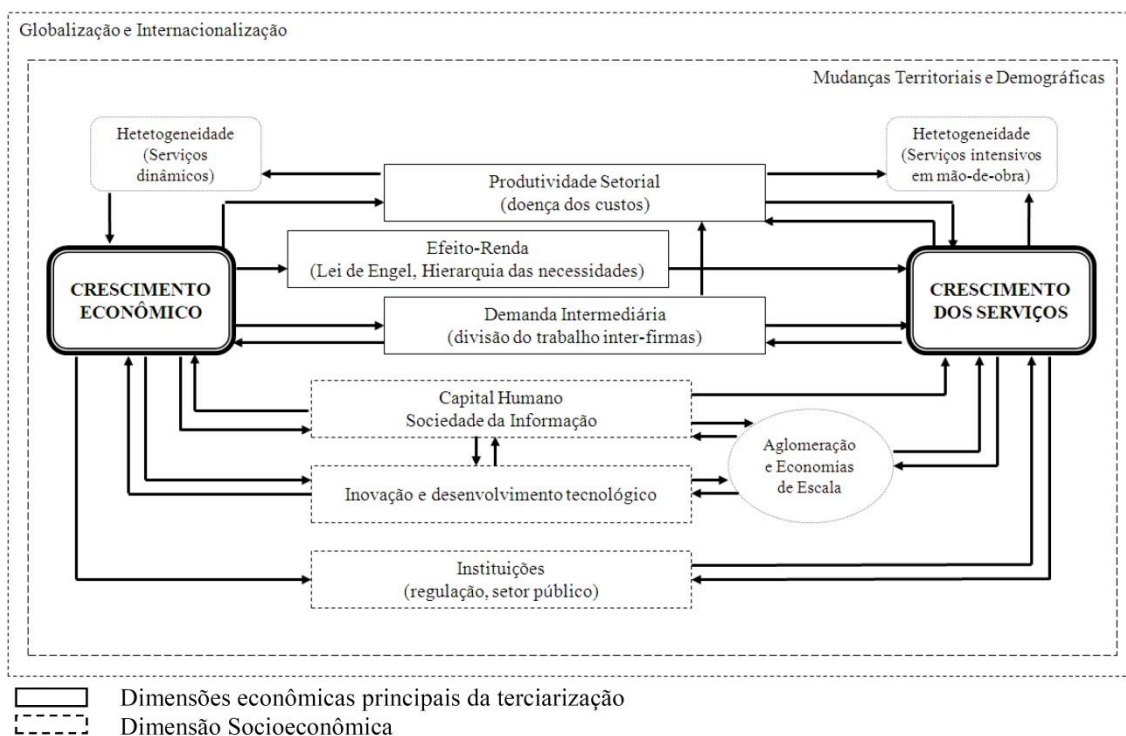 Globalização e Internacionalização
Mudanças Territoriais e Demográficas
Hetetogeneidade
(Serviços
dinâmicos)
Hetetogeneidade
(Serviços intensivos
em mão-de-obra)
Produtividade Setorial
(doença dos custos)
Efeito-Renda
(Lei de Engel, Hierarquia das necessidades)
CRESCIMENTO
ECONÔMICO
CRESCIMENTO
DOS SERVIÇOS
Demanda Intermediária
(divisão do trabalho inter-firmas)
Capital Humano
Sociedade da Informação
Aglomeração
e Economias
de Escala
Inovação e desenvolvimento tecnológico
Instituições
(regulação, setor público)
Dimensões econômicas principais da terciarização
Dimensão Socioeconômica